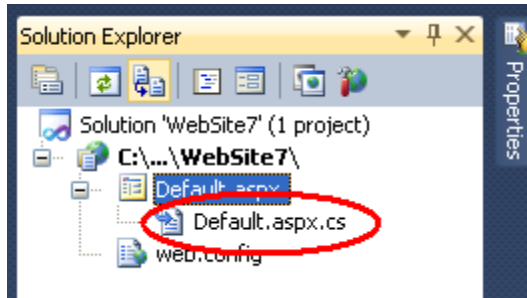 Solution Explorer
Properties
Solution 'WebSite7' (1 project)
C:\...\WebSite7\
Default.aspx
Default.aspx.cs
web.config